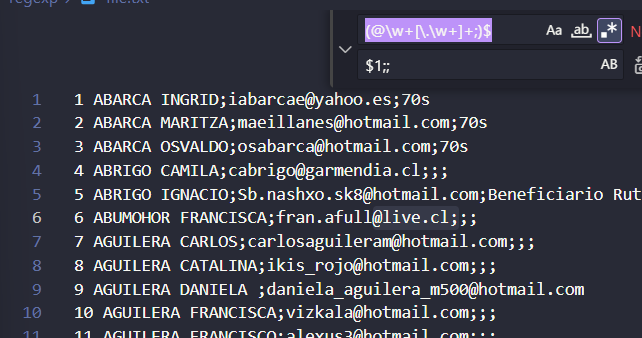 file.txt
(@\w+[\.\w+]+;)$
Aa ab .*
$1;; AB
1 1 ABARCA INGRID;iabarcae@yahoo.es;70s
2 2 ABARCA MARITZA;maeillanes@hotmail.com;70s
3 3 ABARCA OSVALDO;osabarca@hotmail.com;70s
4 4 ABRIGO CAMILA;cabrigo@garmendia.cl;;;
5 5 ABRIGO IGNACIO;Sb.nashxo.sk8@hotmail.com;Beneficiario Rut
6 6 ABUMOHOR FRANCISCA;fran.afull@live.cl;;;
7 7 AGUILERA CARLOS;carlosaguileram@hotmail.com;;;
8 8 AGUILERA CATALINA;ikis_rojo@hotmail.com;;;
9 9 AGUILERA DANIELA ;daniela_aguilera_m500@hotmail.com
10 10 AGUILERA FRANCISCA;vizkala@hotmail.com;;;
11 11 AGUILERA FRANCISCO;alexus3@hotmail.com;;;